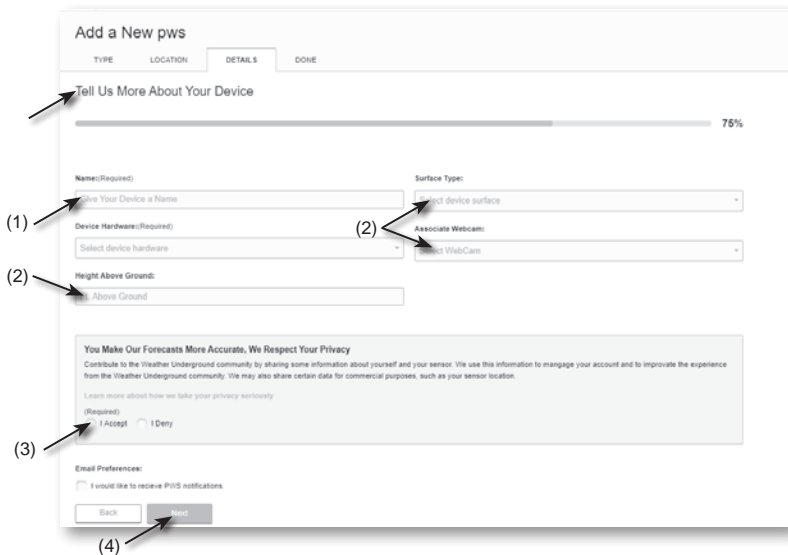 Add a New pws
TYPE LOCATION DETAILS DONE
Tell Us More About Your Device
75%
Name:(Required)
Give Your Device a Name
(1)
Surface Type:
Select device surface
Device Hardware:(Required)
Select device hardware
(2)
Associate Webcam:
Select WebCam
Height Above Ground:
(2)
Ft. Above Ground
You Make Our Forecasts More Accurate, We Respect Your Privacy
Contribute to the Weather Underground community by sharing some information about yourself and your sensor. We use this information to mangage your account and to improvate the experience
from the Weather Underground community. We may also share certain data for commercial purposes, such as your sensor location.
Learn more about how we take your privacy seriously.
(Required)
I Accept I Deny
(3)
Email Preferences:
I would like to recieve PWS notifications.
Back Next
(4)